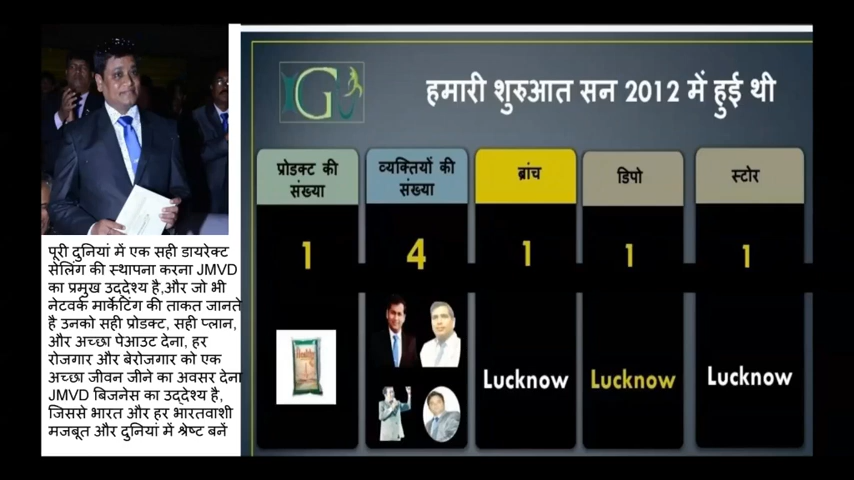 पूरी दुनियां में एक सही डायरेक्ट
सेलिंग की स्थापना करना JMVD
का प्रमुख उद्देश्य है,और जो भी
नेटवर्क मार्केटिंग की ताकत जानते
है उनको सही प्रोडक्ट, सही प्लान,
और अच्छा पेआउट देना, हर
रोजगार और बेरोजगार को एक
अच्छा जीवन जीने का अवसर देना
JMVD बिजनेस का उद्देश्य है,
जिससे भारत और हर भारतवाशी
मजबूत और दुनियां में श्रेष्ट बनें
हमारी शुरुआत सन 2012 में हुई थी
प्रोडक्ट की संख्या
1
व्यक्तियों की संख्या
4
ब्रांच
1
Lucknow
डिपो
1
Lucknow
स्टोर
1
Lucknow